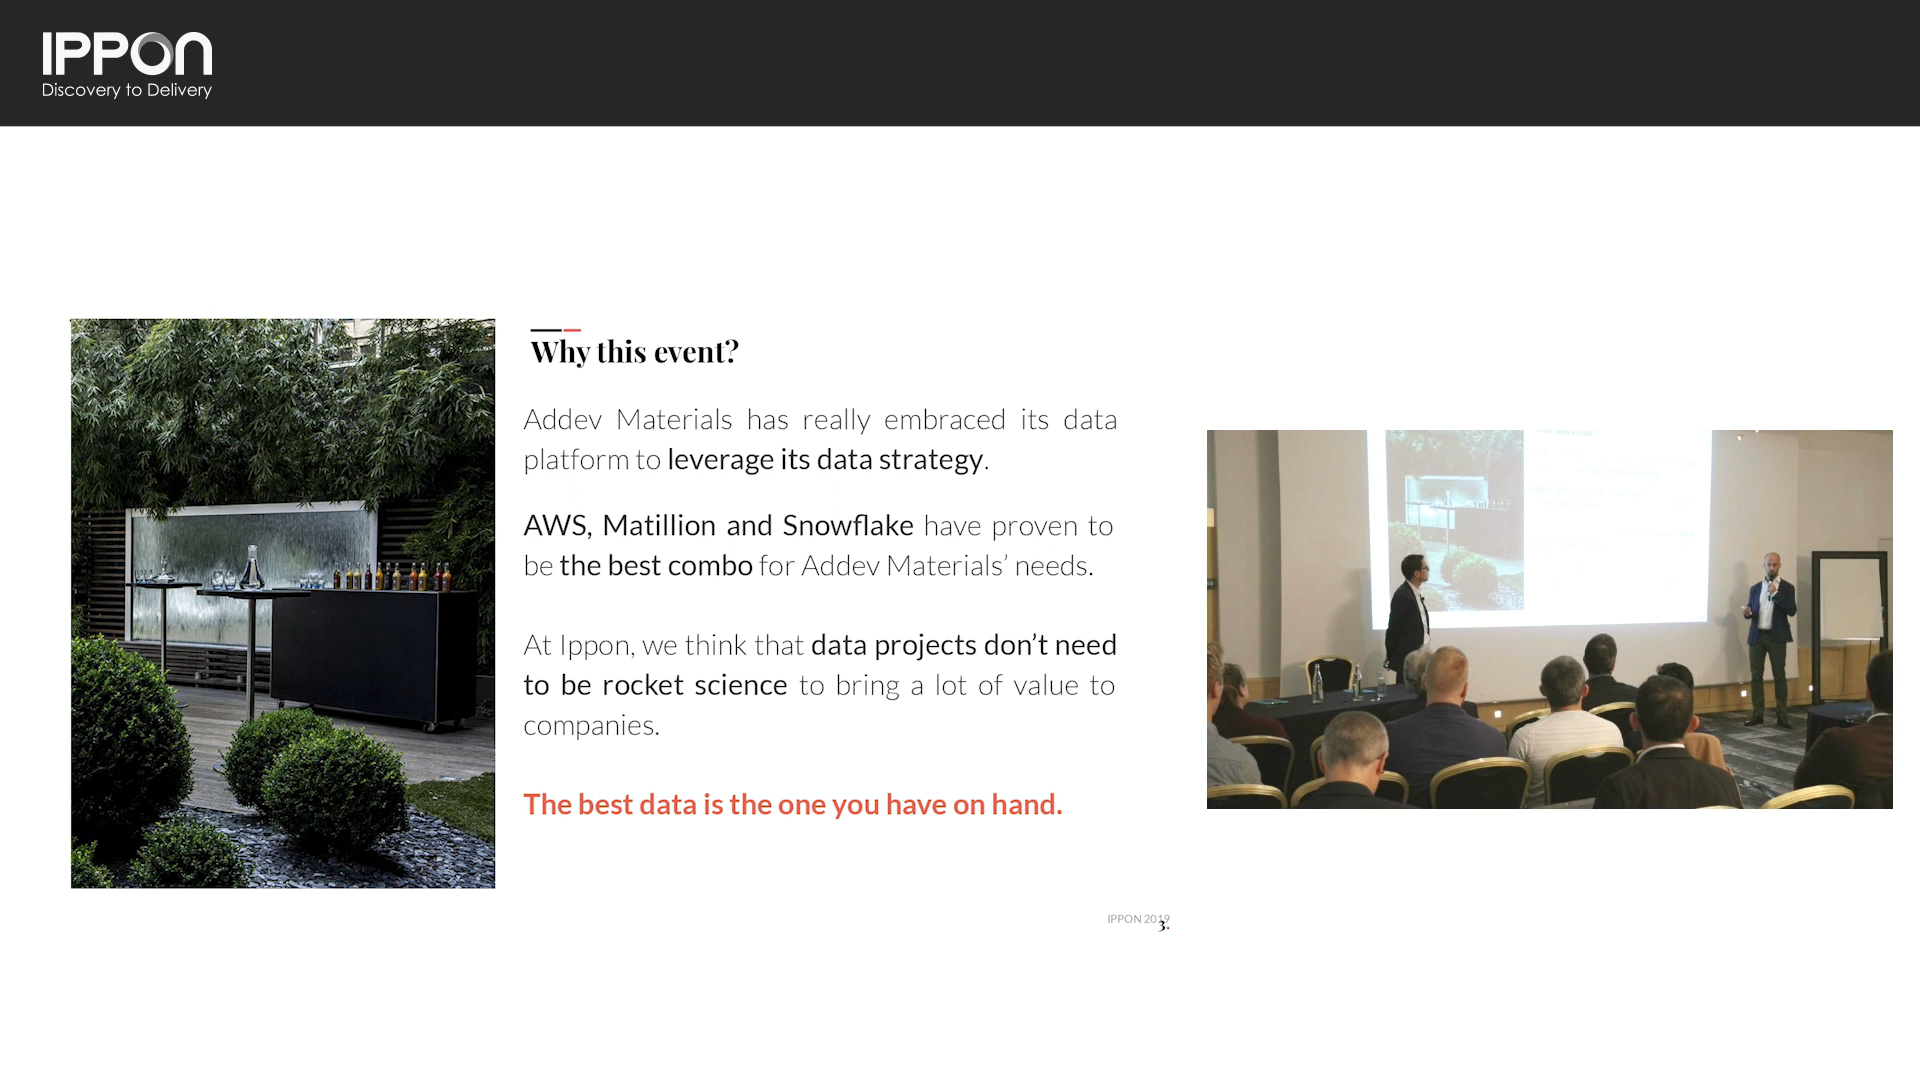 IPPON
Discovery to Delivery
Why this event?
Addev Materials has really embraced its data
platform to leverage its data strategy.
AWS, Matillion and Snowflake have proven to
be the best combo for Addev Materials’ needs.
At Ippon, we think that data projects don’t need
to be rocket science to bring a lot of value to
companies.
The best data is the one you have on hand.
IPPON 2019
3.